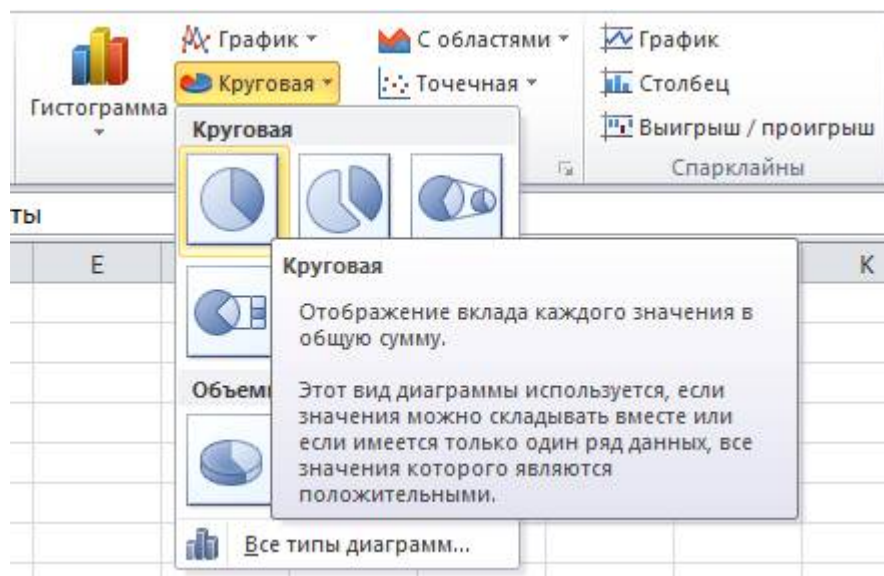 График
С областями
График
Круговая
Точечная
Столбец
Гистограмма
Выигрыш / проигрыш
Спарклайны
Круговая
ты
E
K
Круговая
Отображение вклада каждого значения в
общую сумму.
Этот вид диаграммы используется, если
значения можно складывать вместе или
если имеется только один ряд данных, все
значения которого являются
положительными.
Объем
Все типы диаграмм...